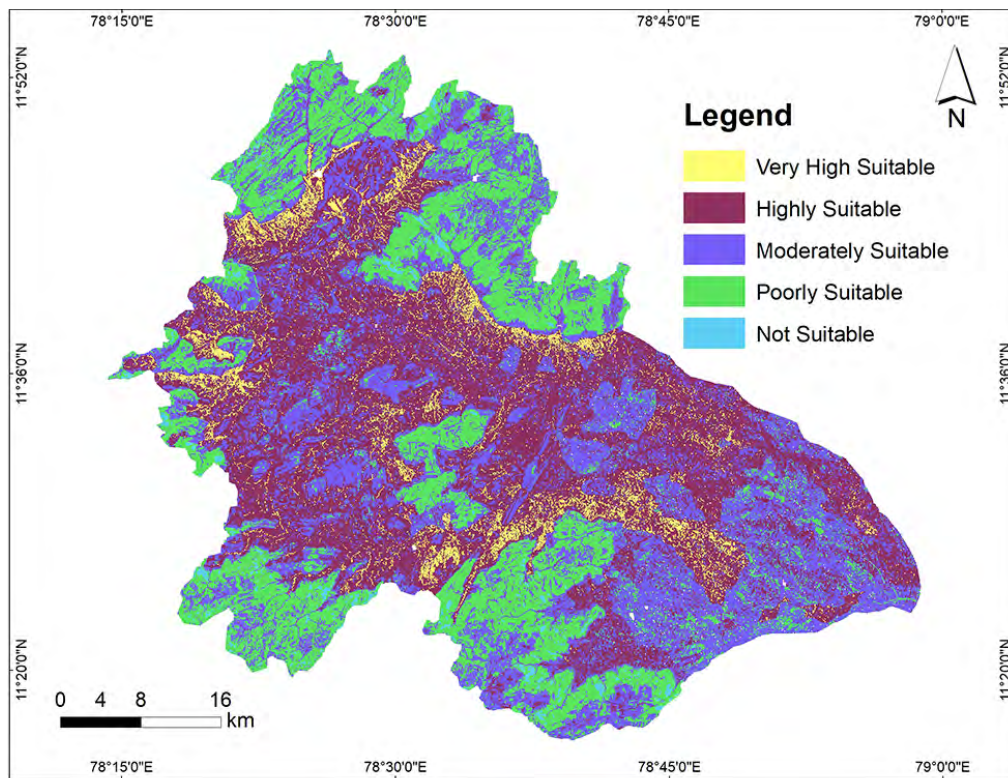 78°15'0"E 78°30'0"E 78°45'0"E 79°0'0"E
11°52'0"N 11°52'0"N
N
Legend
Very High Suitable
Highly Suitable
Moderately Suitable
Poorly Suitable
Not Suitable
11°36'0"N 11°36'0"N
11°20'0"N 11°20'0"N
0 4 8 16
km
78°15'0"E 78°30'0"E 78°45'0"E 79°0'0"E